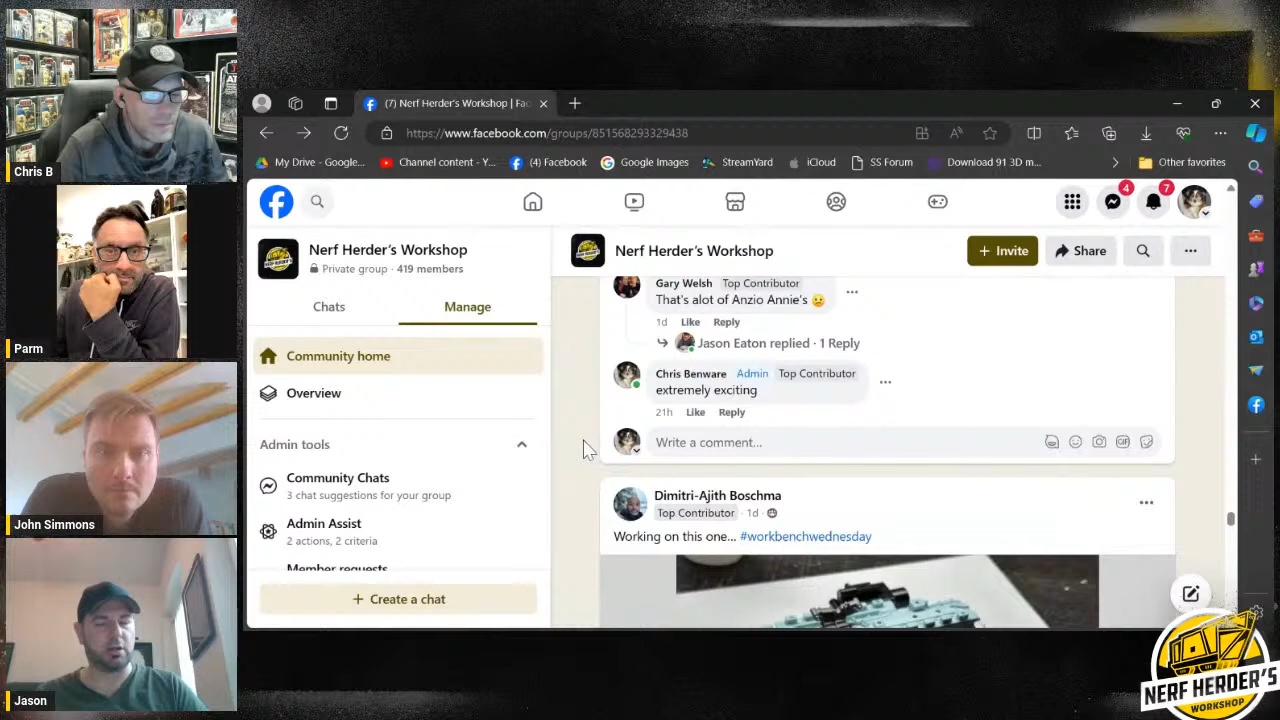 Chris B
Parm
John Simmons
Jason
(7) Nerf Herder's Workshop | Fac
https://www.facebook.com/groups/851568293329438
My Drive - Google...
Channel content - Y...
(4) Facebook
Google Images
StreamYard
iCloud
SS Forum
Download 91 3D m...
Other favorites
4
7
Nerf Herder's Workshop
Private group · 419 members
Chats
Manage
Community home
Overview
Admin tools
Community Chats
3 chat suggestions for your group
Admin Assist
2 actions, 2 criteria
Member requests
+ Create a chat
Nerf Herder's Workshop
+ Invite
Share
Gary Welsh Top Contributor
That's alot of Anzio Annie's 😉
1d Like Reply
Jason Eaton replied · 1 Reply
Chris Benware Admin Top Contributor
extremely exciting
21h Like Reply
Write a comment...
GIF
Dimitri-Ajith Boschma
Top Contributor · 1d ·
Working on this one... #workbenchwednesday
NERF HERDER'S
WORKSHOP